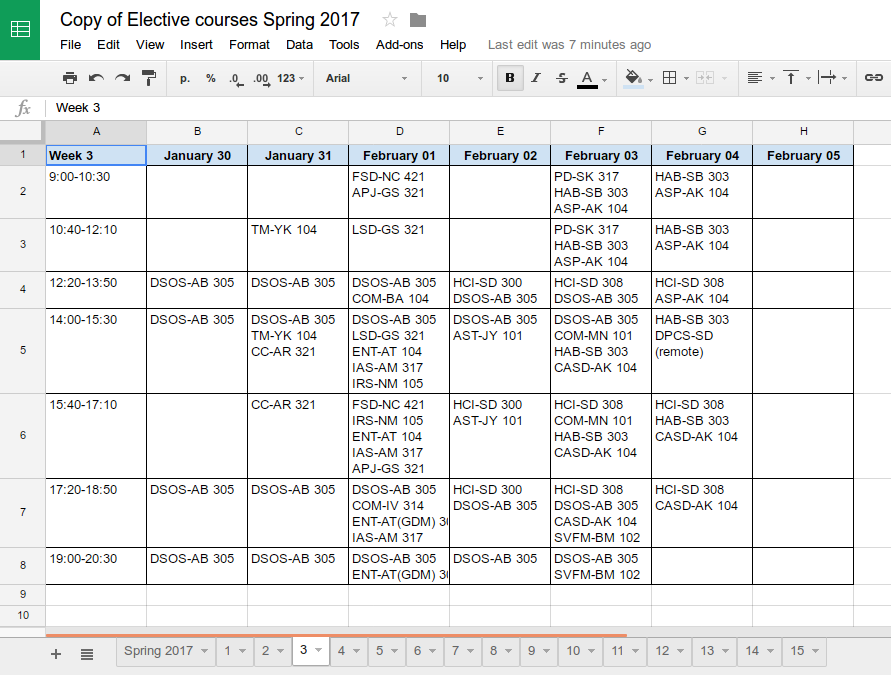 Copy of Elective courses Spring 2017
File Edit View Insert Format Data Tools Add-ons Help Last edit was 7 minutes ago
р. % .0 .00 123 Arial 10 B I S A
fx Week 3
A B C D E F G H
1 Week 3 January 30 January 31 February 01 February 02 February 03 February 04 February 05
2 9:00-10:30 FSD-NC 421 PD-SK 317 HAB-SB 303
APJ-GS 321 HAB-SB 303 ASP-AK 104
ASP-AK 104
3 10:40-12:10 TM-YK 104 LSD-GS 321 PD-SK 317 HAB-SB 303
HAB-SB 303 ASP-AK 104
ASP-AK 104
4 12:20-13:50 DSOS-AB 305 DSOS-AB 305 DSOS-AB 305 HCI-SD 300 HCI-SD 308 HCI-SD 308
COM-BA 104 DSOS-AB 305 DSOS-AB 305 ASP-AK 104
5 14:00-15:30 DSOS-AB 305 DSOS-AB 305 DSOS-AB 305 DSOS-AB 305 DSOS-AB 305 HAB-SB 303
TM-YK 104 LSD-GS 321 AST-JY 101 COM-MN 101 DPCS-SD
CC-AR 321 ENT-AT 104 HAB-SB 303 (remote)
IAS-AM 317 CASD-AK 104
IRS-NM 105
6 15:40-17:10 CC-AR 321 FSD-NC 421 HCI-SD 300 HCI-SD 308 HCI-SD 308
IRS-NM 105 AST-JY 101 COM-MN 101 HAB-SB 303
ENT-AT 104 HAB-SB 303 CASD-AK 104
IAS-AM 317 CASD-AK 104
APJ-GS 321
7 17:20-18:50 DSOS-AB 305 DSOS-AB 305 DSOS-AB 305 HCI-SD 300 HCI-SD 308 HCI-SD 308
COM-IV 314 DSOS-AB 305 DSOS-AB 305 CASD-AK 104
ENT-AT(GDM) CASD-AK 104
IAS-AM 317 SVFM-BM 102
8 19:00-20:30 DSOS-AB 305 DSOS-AB 305 DSOS-AB 305 DSOS-AB 305 DSOS-AB 305
ENT-AT(GDM) SVFM-BM 102
9
10
Spring 2017 1 2 3 4 5 6 7 8 9 10 11 12 13 14 15